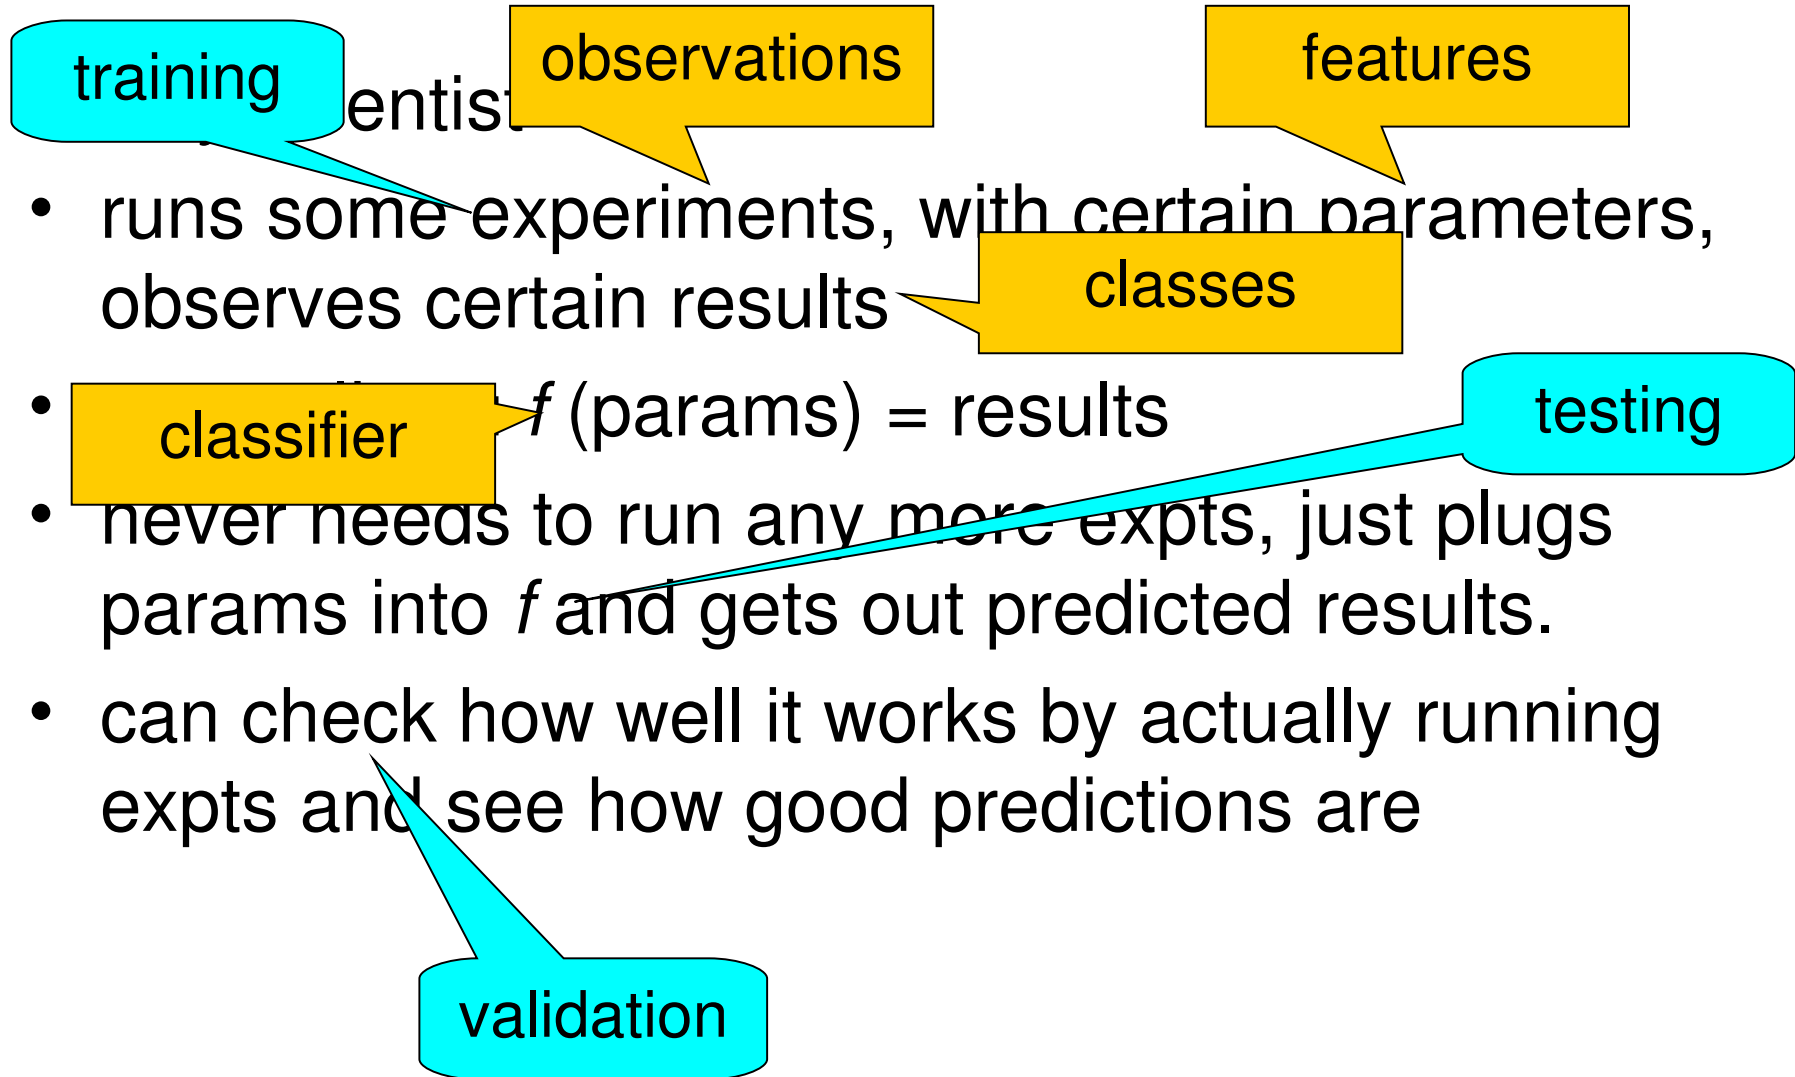 training
observations
features
entist
• runs some experiments, with certain parameters,
observes certain results
classes
• f (params) = results
classifier
testing
• never needs to run any more expts, just plugs
params into f and gets out predicted results.
• can check how well it works by actually running
expts and see how good predictions are
validation